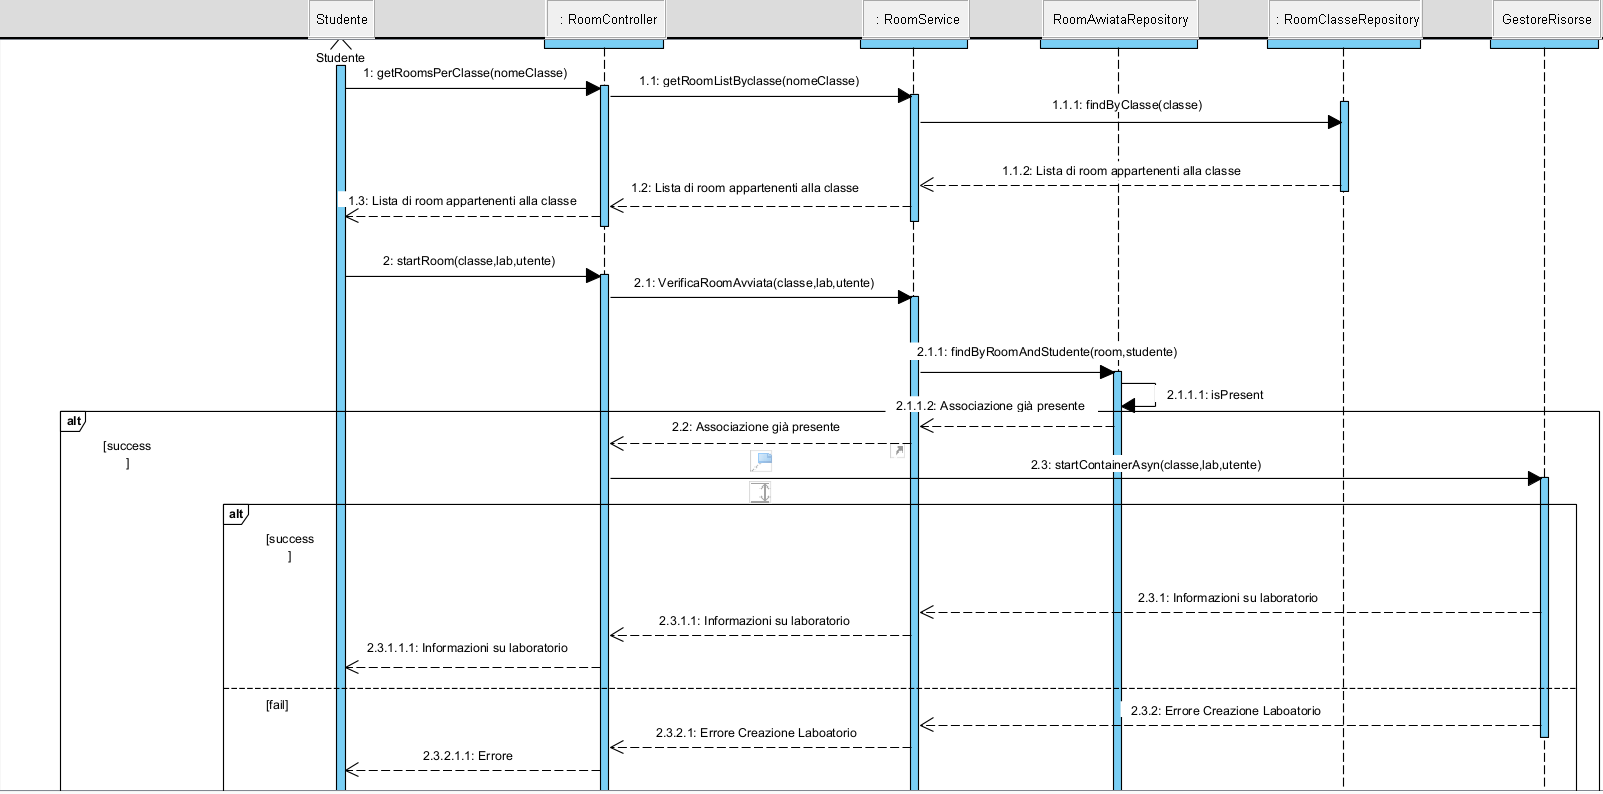 Studente
: RoomController
: RoomService
RoomAvviataRepository
: RoomClasseRepository
GestoreRisorse
Studente
1: getRoomsPerClasse(nomeClasse)
1.1: getRoomListByclasse(nomeClasse)
1.1.1: findByClasse(classe)
1.1.2: Lista di room appartenenti alla classe
1.2: Lista di room appartenenti alla classe
1.3: Lista di room appartenenti alla classe
2: startRoom(classe,lab,utente)
2.1: VerificaRoomAvviata(classe,lab,utente)
2.1.1: findByRoomAndStudente(room,studente)
2.1.1.1: isPresent
2.1.1.2: Associazione già presente
alt
2.2: Associazione già presente
[success
]
2.3: startContainerAsyn(classe,lab,utente)
alt
[success
]
2.3.1: Informazioni su laboratorio
2.3.1.1: Informazioni su laboratorio
2.3.1.1.1: Informazioni su laboratorio
[fail]
2.3.2: Errore Creazione Laboatorio
2.3.2.1: Errore Creazione Laboatorio
2.3.2.1.1: Errore